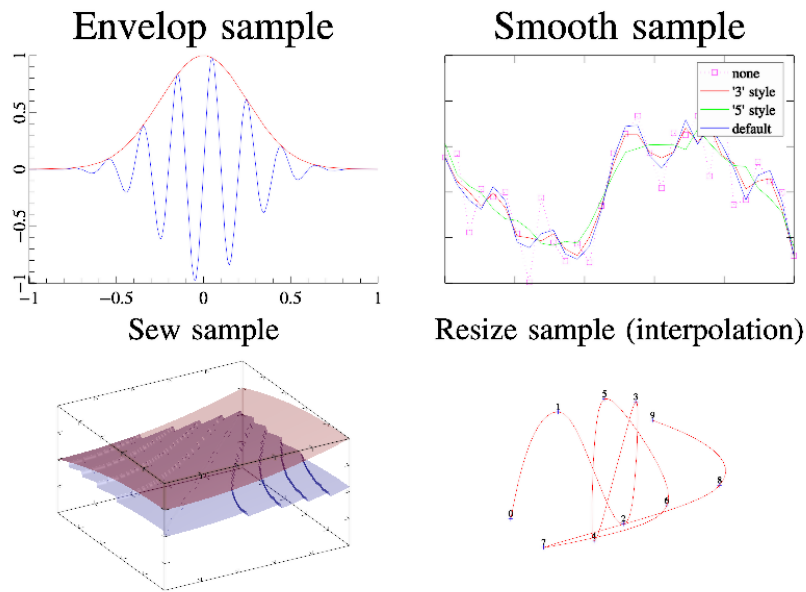 Envelop sample
Smooth sample
1
0.5
0
−0.5
−1
−1 −0.5 0 0.5 1
none
'3' style
'5' style
default
Sew sample
Resize sample (interpolation)
0
1
2
3
4
5
6
7
8
9